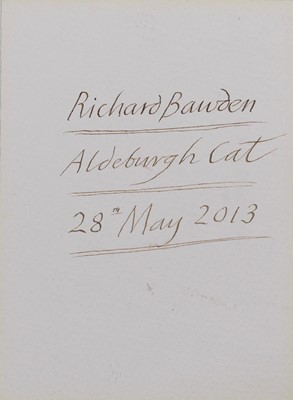 Richard Bawden
Aldeburgh Cat
28th May 2013